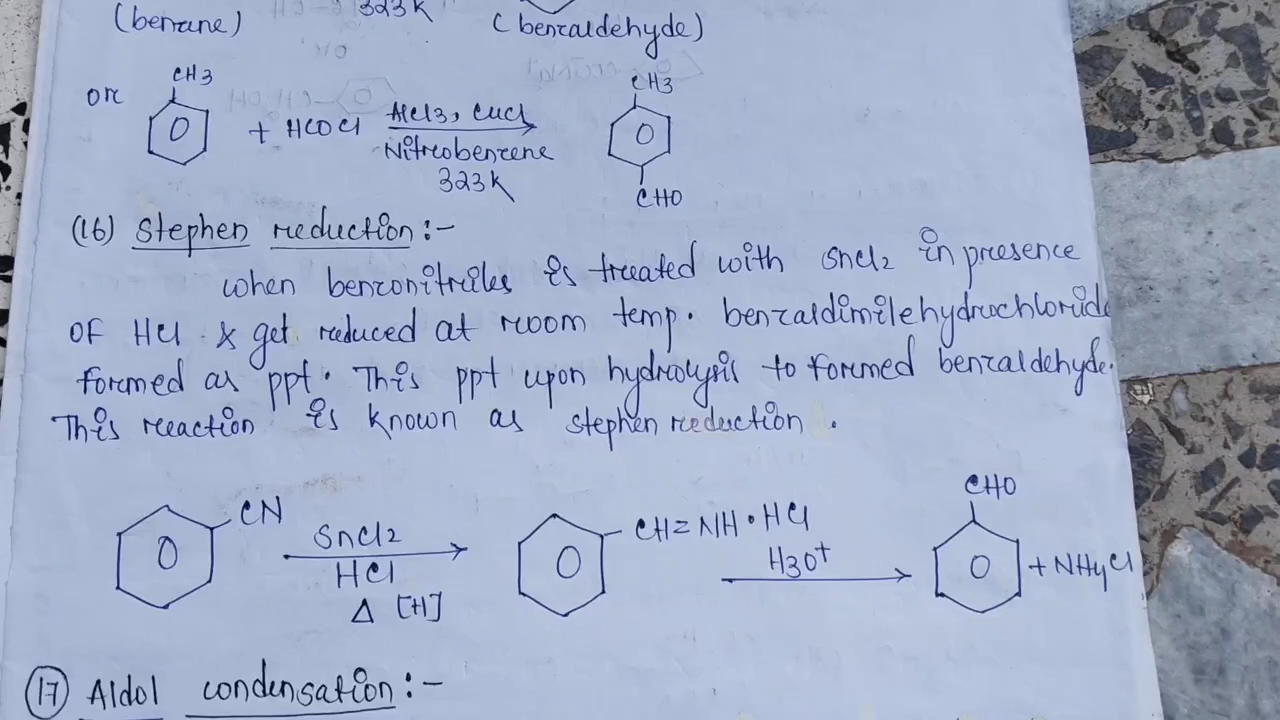 (benzene) 323K (benzaldehyde)
or CH3 + HCOCl AlCl3, CuCl CH3
Nitrobenzene
323K
CHO
(16) Stephen reduction :-
when benzonitriles is treated with SnCl2 in presence
OF HCl & get reduced at room temp. benzaldimilehydrochloride
formed as ppt. This ppt upon hydrolysis to formed benzaldehyde.
This reaction is known as stephen reduction .
CN SnCl2 CH=NH•HCl CHO
HCl H3O+ + NH4Cl
Δ [H]
(17) Aldol condensation :-